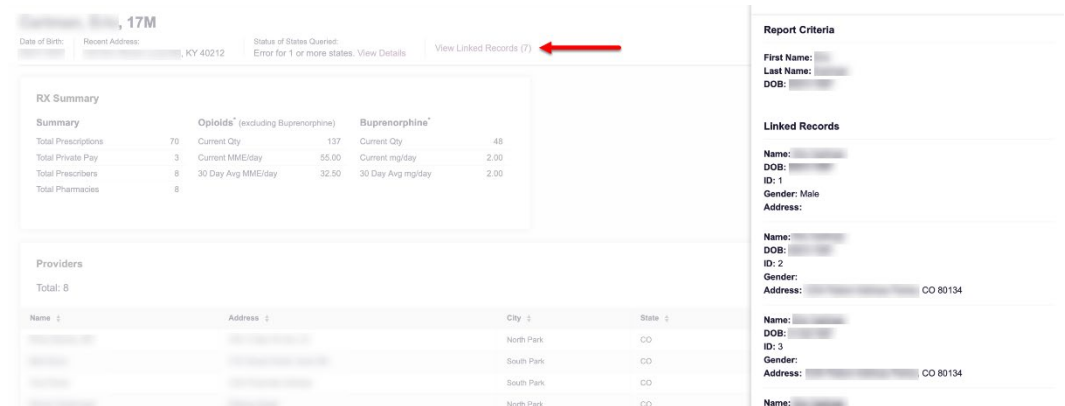 , 17M
Date of Birth: Recent Address: Status of States Queried:
, KY 40212 Error for 1 or more states. View Details View Linked Records (7)
RX Summary
Summary Opioids* (excluding Buprenorphine) Buprenorphine*
Total Prescriptions 70 Current Qty 137 Current Qty 48
Total Private Pay 3 Current MME/day 55.00 Current mg/day 2.00
Total Prescribers 8 30 Day Avg MME/day 32.50 30 Day Avg mg/day 2.00
Total Pharmacies 8
Providers
Total: 8
Name Address City State
North Park CO
South Park CO
South Park CO
North Park CO
Report Criteria
First Name:
Last Name:
DOB:
Linked Records
Name:
DOB:
ID: 1
Gender: Male
Address:
Name:
DOB:
ID: 2
Gender:
Address: CO 80134
Name:
DOB:
ID: 3
Gender:
Address: , CO 80134
Name: